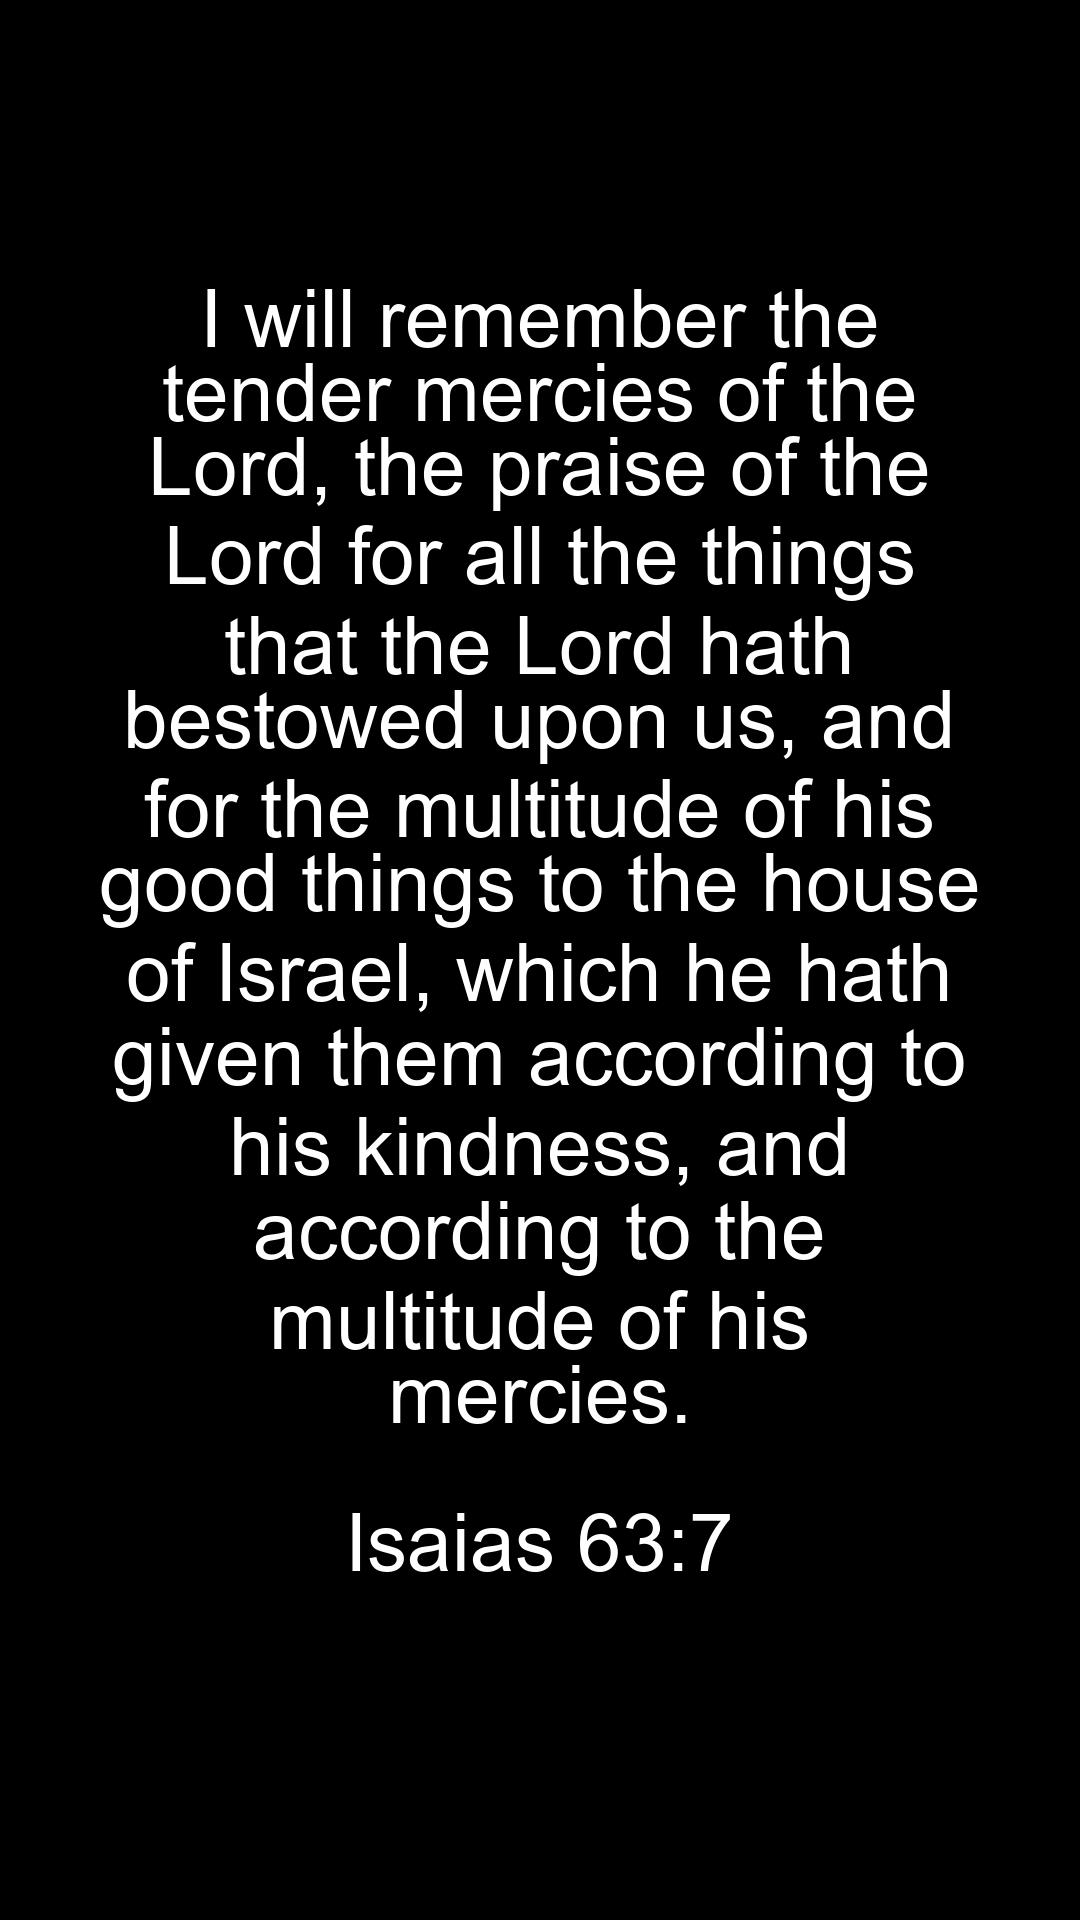 I will remember the
tender mercies of the
Lord, the praise of the
Lord for all the things
that the Lord hath
bestowed upon us, and
for the multitude of his
good things to the house
of Israel, which he hath
given them according to
his kindness, and
according to the
multitude of his
mercies.
Isaias 63:7